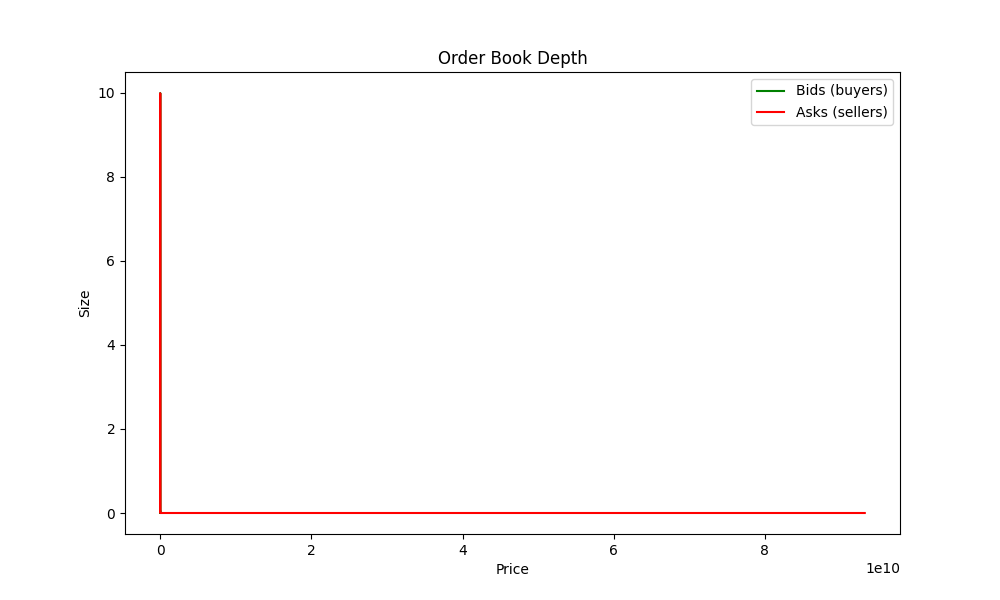 Order Book Depth
Bids (buyers)
Asks (sellers)
10
8
6
4
2
0
Size
0 2 4 6 8
1e10
Price